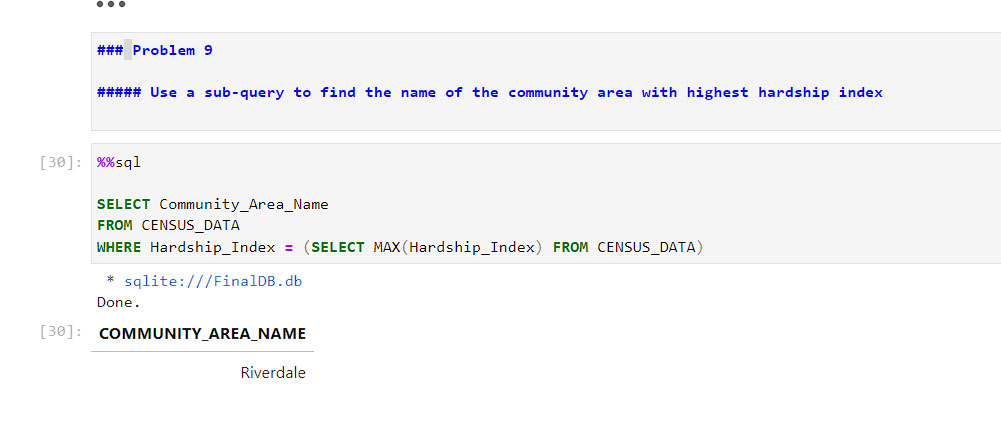 ### Problem 9
##### Use a sub-query to find the name of the community area with highest hardship index
[30]: %%sql
SELECT Community_Area_Name
FROM CENSUS_DATA
WHERE Hardship_Index = (SELECT MAX(Hardship_Index) FROM CENSUS_DATA)
* sqlite:///FinalDB.db
Done.
[30]: COMMUNITY_AREA_NAME
Riverdale